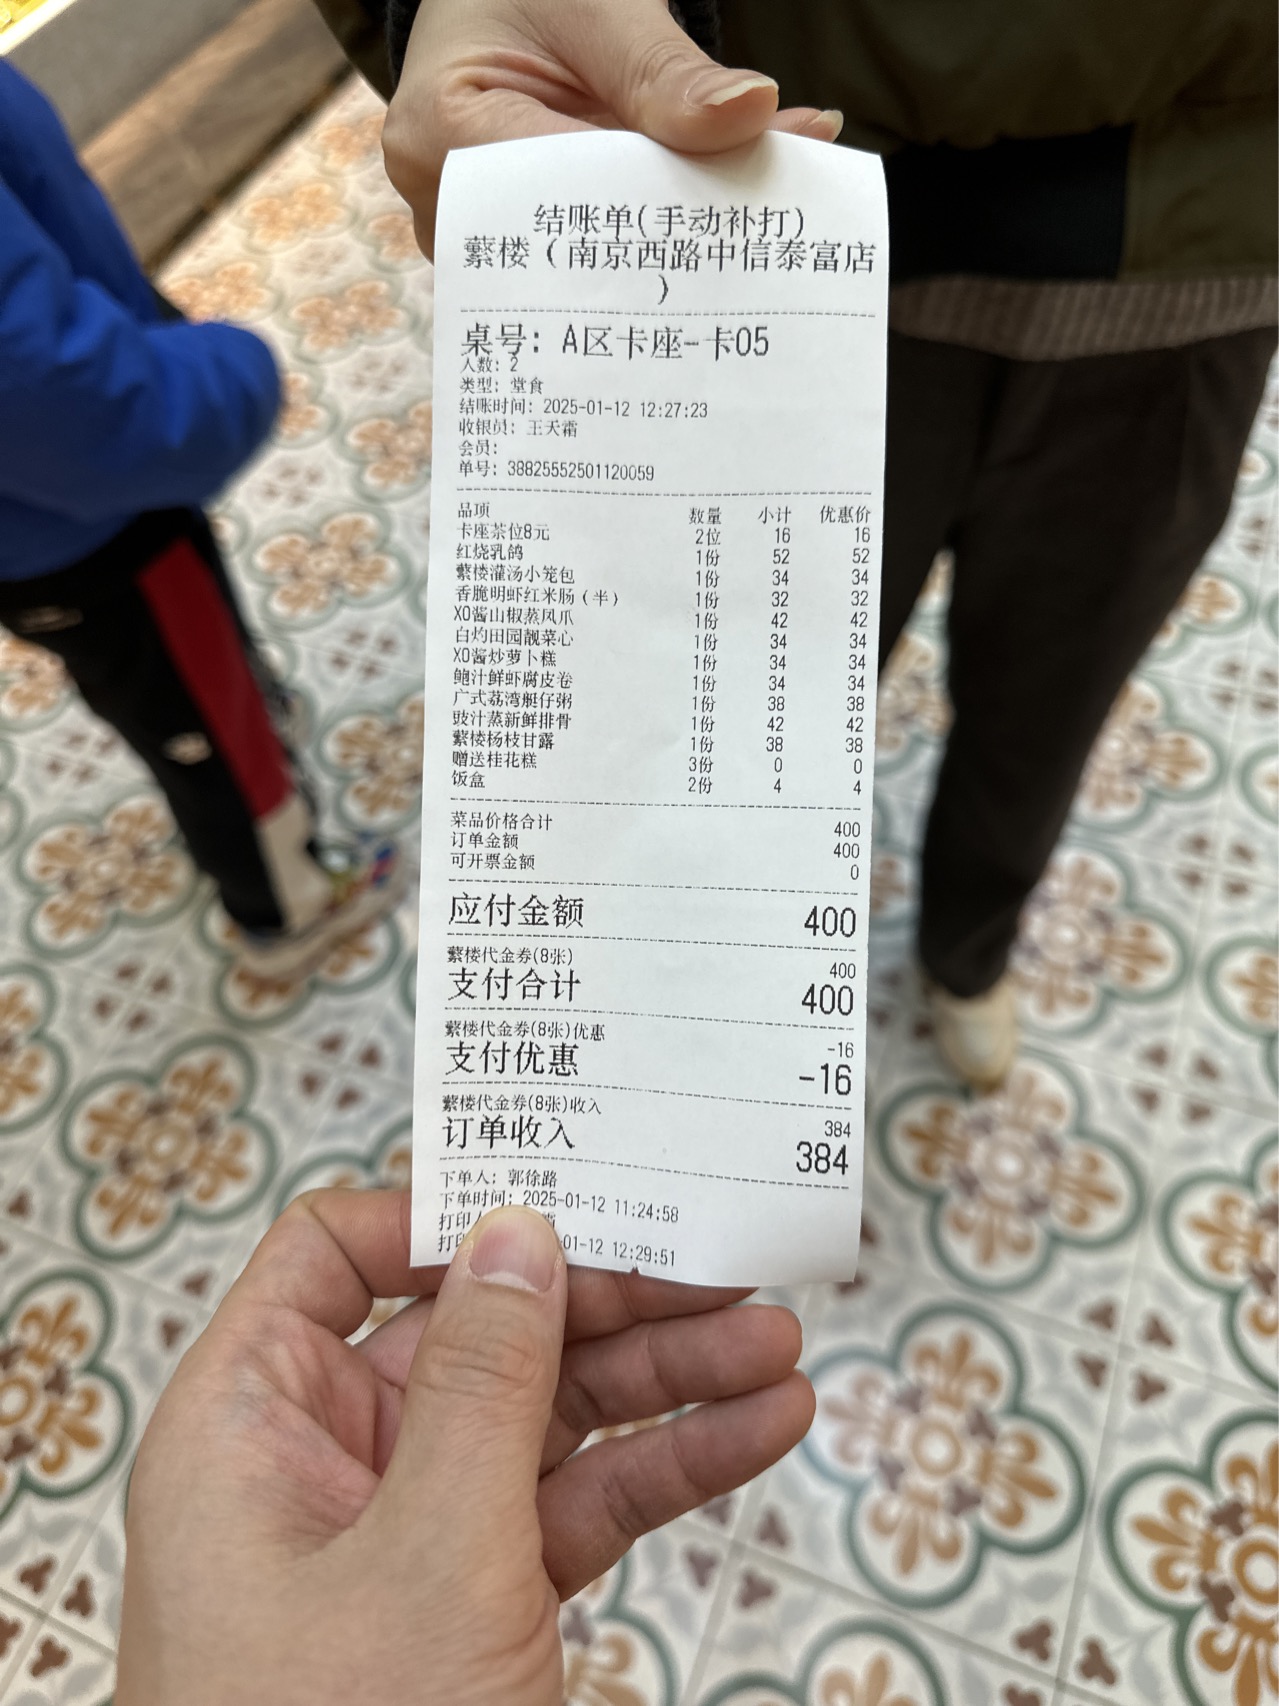 结账单(手动补打)
蘩楼（南京西路中信泰富店
）
桌号: A区卡座-卡05
人数: 2
类型: 堂食
结账时间: 2025-01-12 12:27:23
收银员: 王天霜
会员:
单号: 38825552501120059
品项 数量 小计 优惠价
卡座茶位8元 2位 16 16
红烧乳鸽 1份 52 52
蘩楼灌汤小笼包 1份 34 34
香脆明虾红米肠（半） 1份 32 32
XO酱山椒蒸凤爪 1份 42 42
白灼田园靓菜心 1份 34 34
XO酱炒萝卜糕 1份 34 34
鲍汁鲜虾腐皮卷 1份 34 34
广式荔湾艇仔粥 1份 38 38
豉汁蒸新鲜排骨 1份 42 42
蘩楼杨枝甘露 1份 38 38
赠送桂花糕 3份 0 0
饭盒 2份 4 4
菜品价格合计 400
订单金额 400
可开票金额 0
应付金额 400
蘩楼代金券(8张) 400
支付合计 400
蘩楼代金券(8张)优惠 -16
支付优惠 -16
蘩楼代金券(8张)收入 384
订单收入 384
下单人: 郭徐路
下单时间: 2025-01-12 11:24:58
打印
打印 01-12 12:29:51